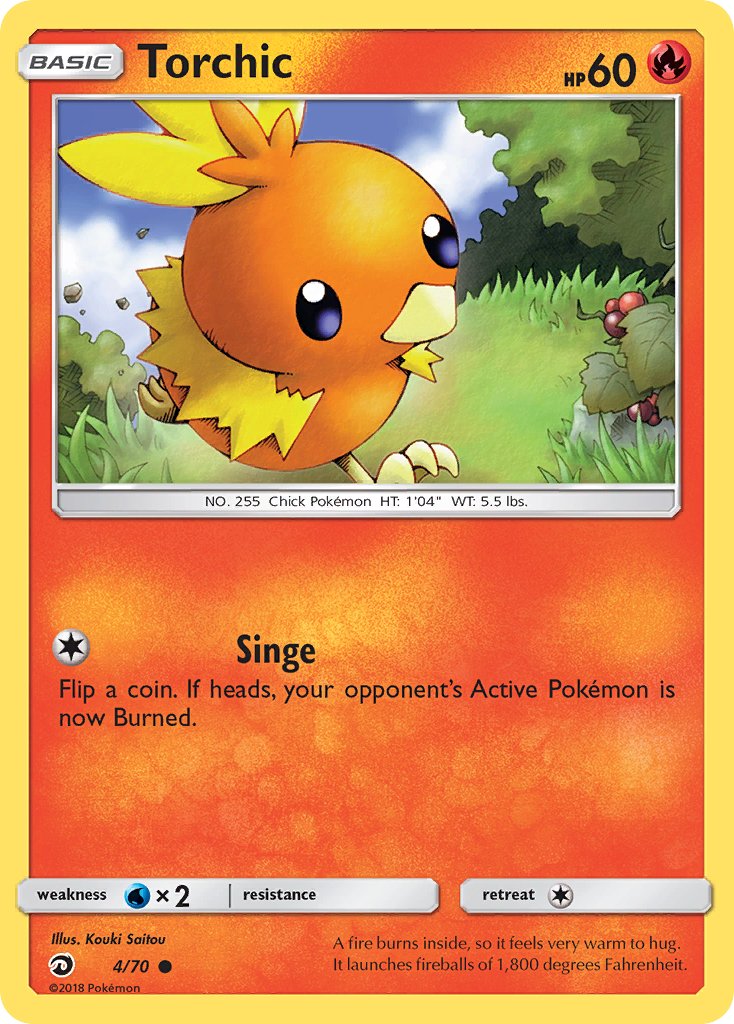 BASIC Torchic HP60
NO. 255 Chick Pokémon HT: 1'04" WT: 5.5 lbs.
Singe
Flip a coin. If heads, your opponent's Active Pokémon is
now Burned.
weakness ×2 resistance retreat
Illus. Kouki Saitou
4/70
©2018 Pokémon
A fire burns inside, so it feels very warm to hug.
It launches fireballs of 1,800 degrees Fahrenheit.